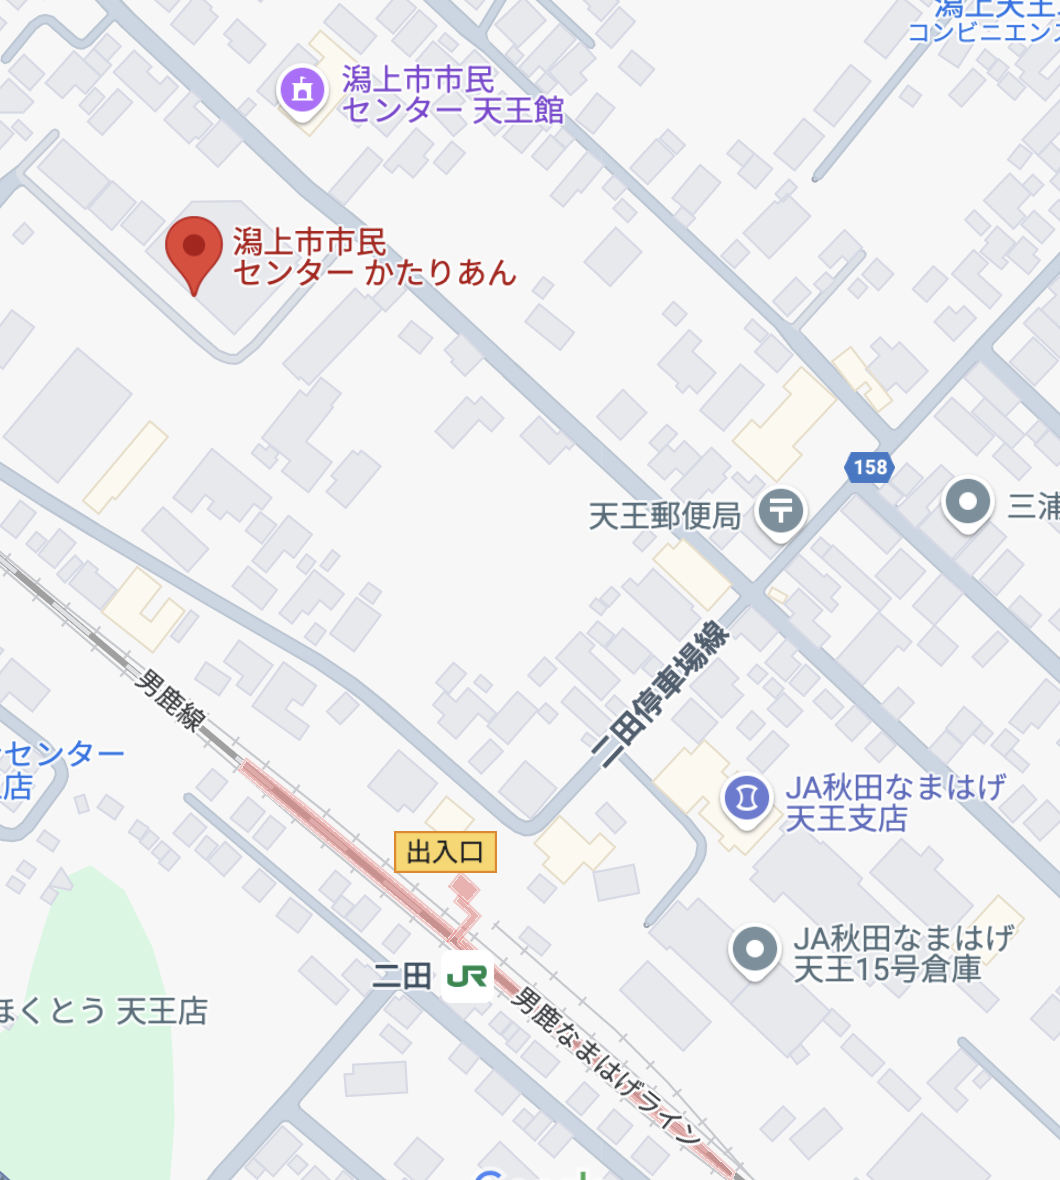 潟上天王
コンビニエンス
潟上市市民
センター 天王館
潟上市市民
センター かたりあん
158
天王郵便局
三浦
二田停車場線
男鹿線
センター
店
JA秋田なまはげ
天王支店
出入口
JA秋田なまはげ
天王15号倉庫
二田
JR
ほくとう 天王店
男鹿なまはげライン